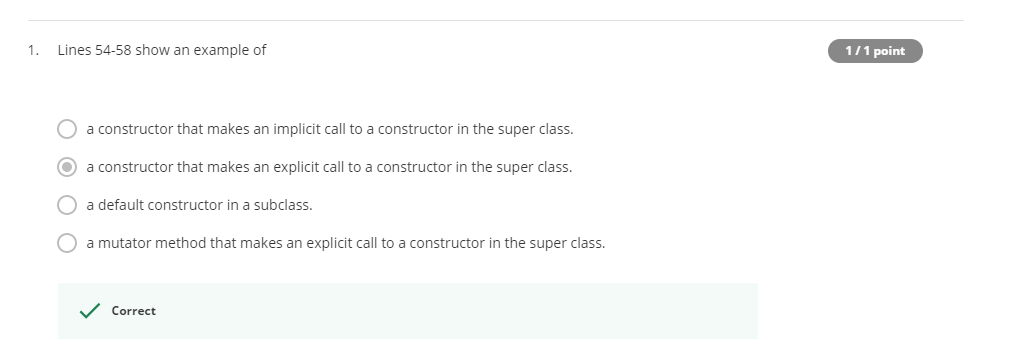 1. Lines 54-58 show an example of
1 / 1 point
a constructor that makes an implicit call to a constructor in the super class.
a constructor that makes an explicit call to a constructor in the super class.
a default constructor in a subclass.
a mutator method that makes an explicit call to a constructor in the super class.
Correct